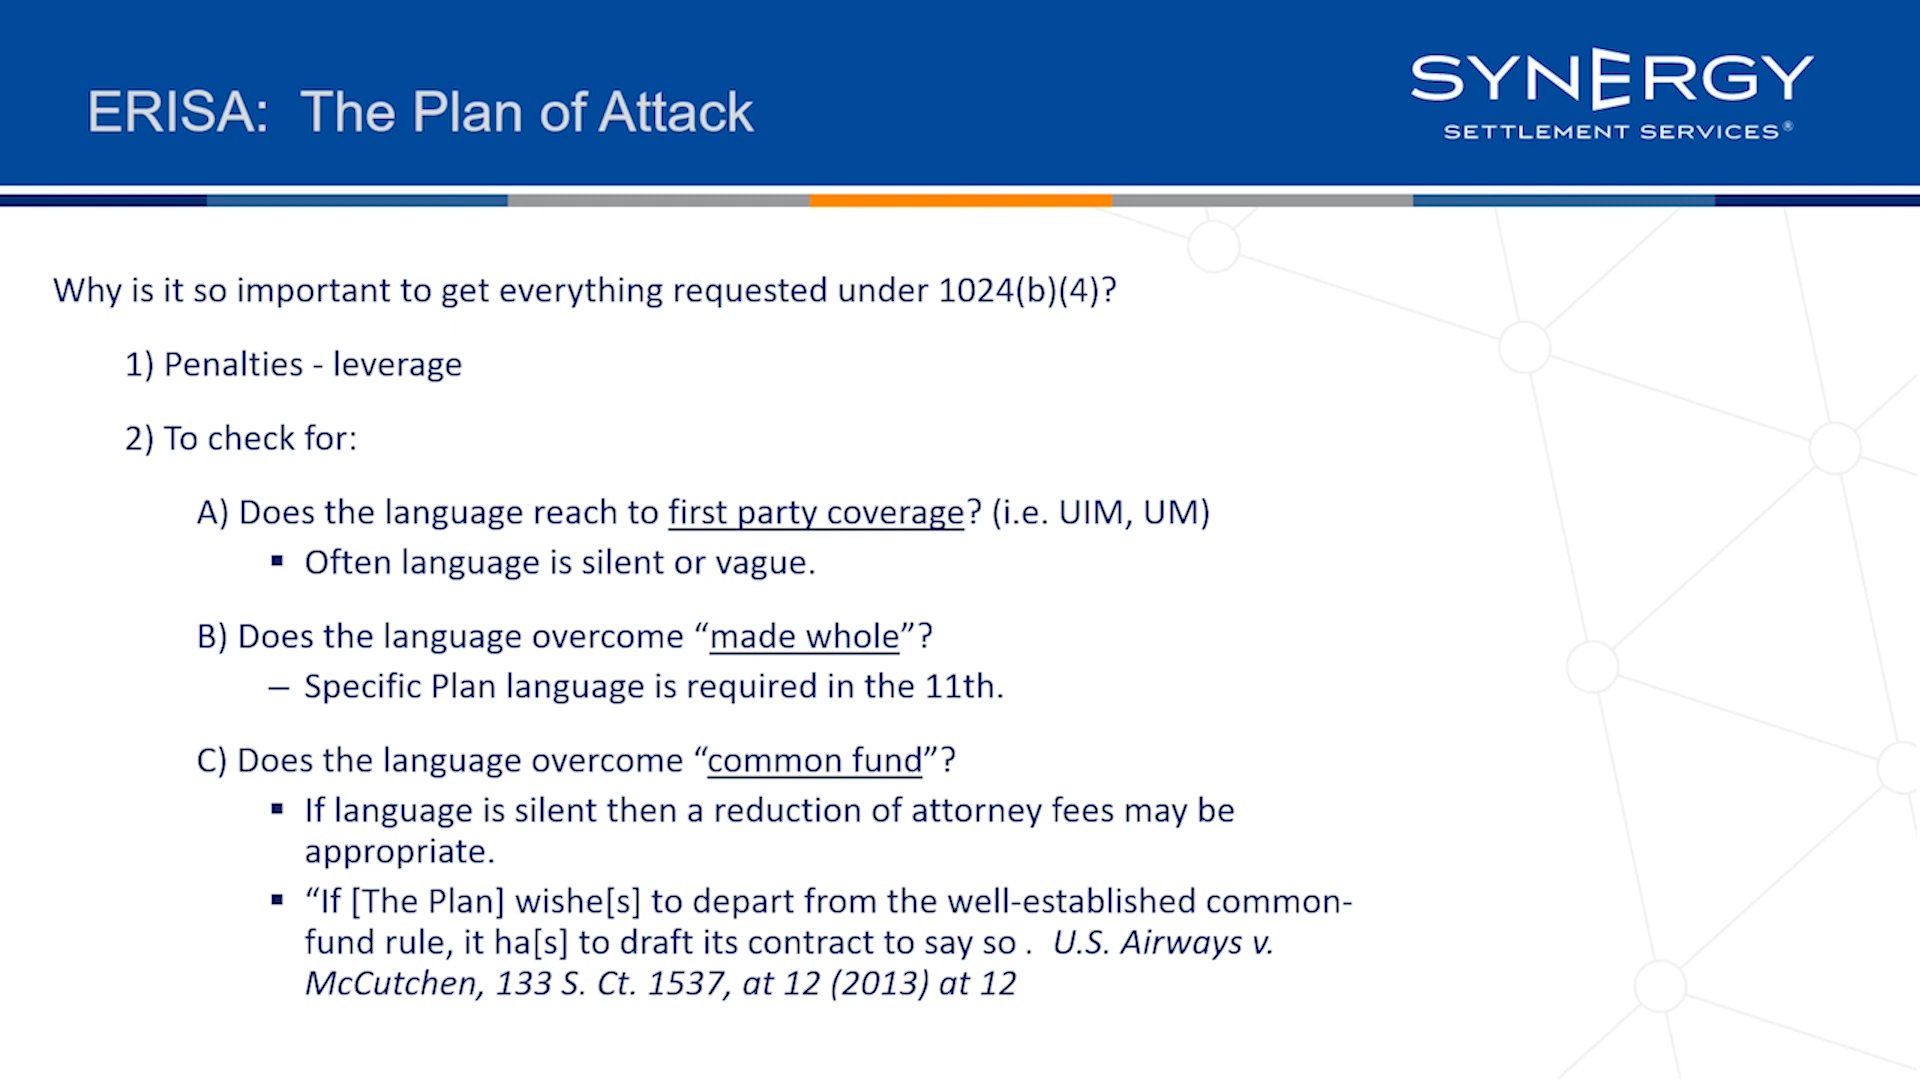 ERISA:  The Plan of Attack
SYNERGY
SETTLEMENT SERVICES®
Why is it so important to get everything requested under 1024(b)(4)?
1) Penalties - leverage
2) To check for:
A) Does the language reach to first party coverage? (i.e. UIM, UM)
▪ Often language is silent or vague.
B) Does the language overcome “made whole”?
– Specific Plan language is required in the 11th.
C) Does the language overcome “common fund”?
▪ If language is silent then a reduction of attorney fees may be
appropriate.
▪ “If [The Plan] wishe[s] to depart from the well-established common-
fund rule, it ha[s] to draft its contract to say so .  U.S. Airways v.
McCutchen, 133 S. Ct. 1537, at 12 (2013) at 12